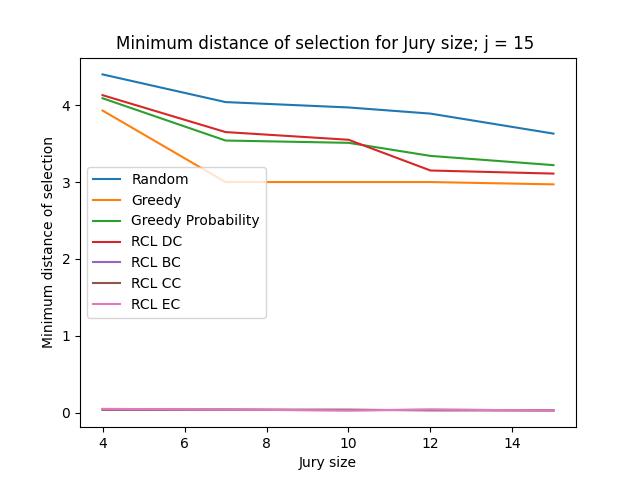 Minimum distance of selection for Jury size; j = 15
Minimum distance of selection
4
3
2
1
0
Random
Greedy
Greedy Probability
RCL DC
RCL BC
RCL CC
RCL EC
4 6 8 10 12 14
Jury size